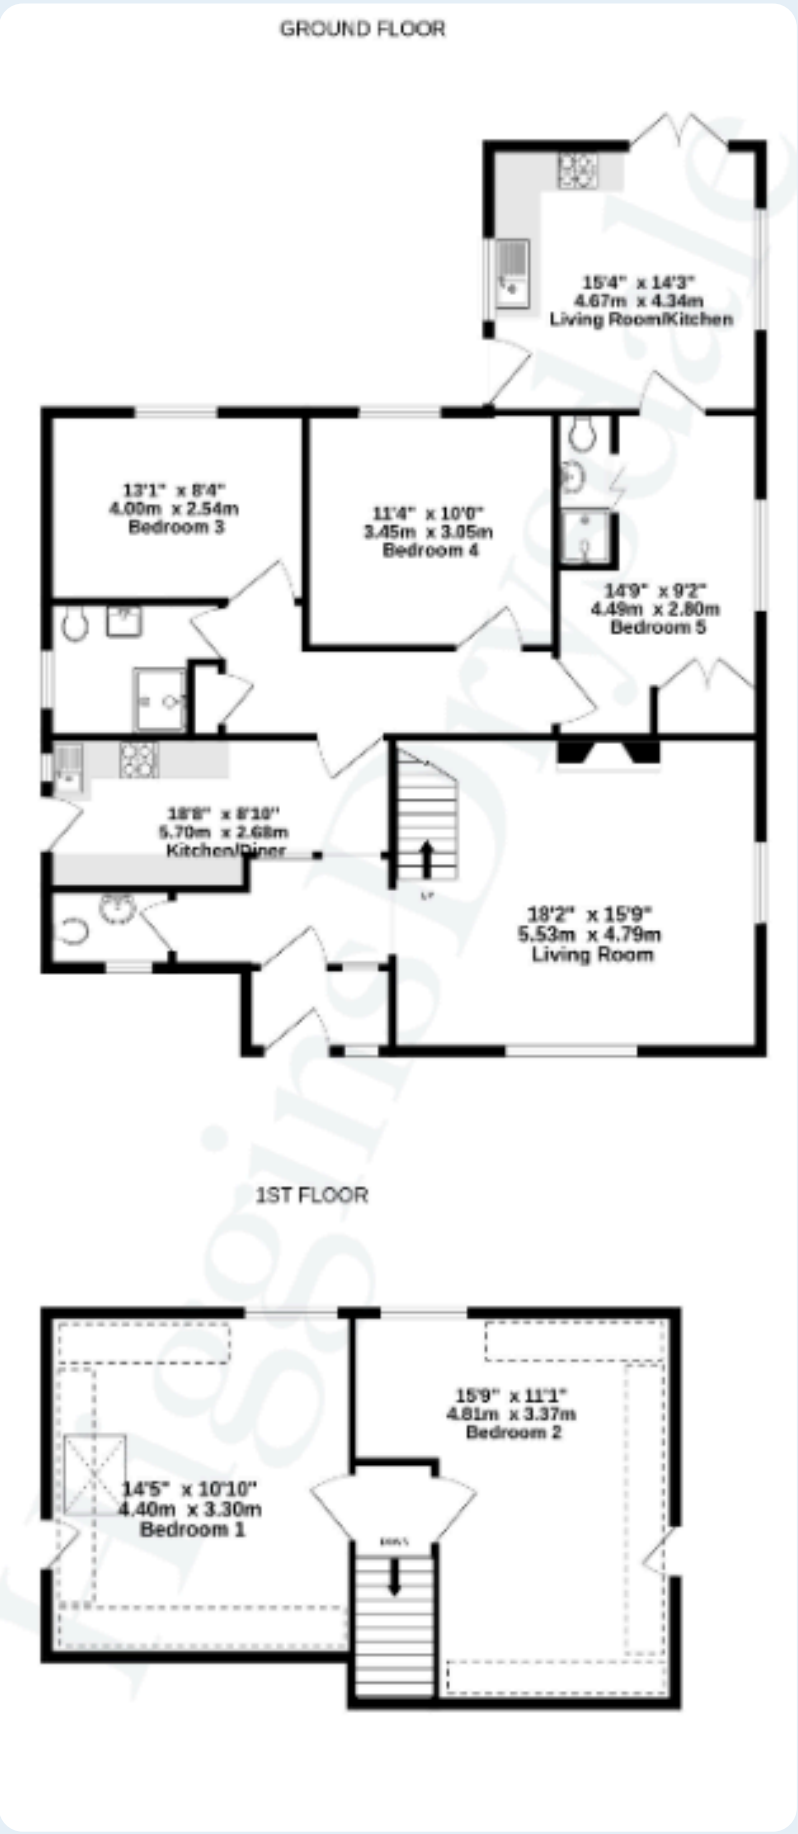 GROUND FLOOR
15'4" x 14'3"
4.67m x 4.34m
Living Room/Kitchen
13'1" x 8'4"
4.00m x 2.54m
Bedroom 3
11'4" x 10'0"
3.45m x 3.05m
Bedroom 4
14'9" x 9'2"
4.49m x 2.80m
Bedroom 5
18'8" x 8'10"
5.70m x 2.68m
Kitchen/Diner
UP
18'2" x 15'9"
5.53m x 4.79m
Living Room
1ST FLOOR
15'9" x 11'1"
4.81m x 3.37m
Bedroom 2
14'5" x 10'10"
4.40m x 3.30m
Bedroom 1
DOWN
HigginsDrysdale